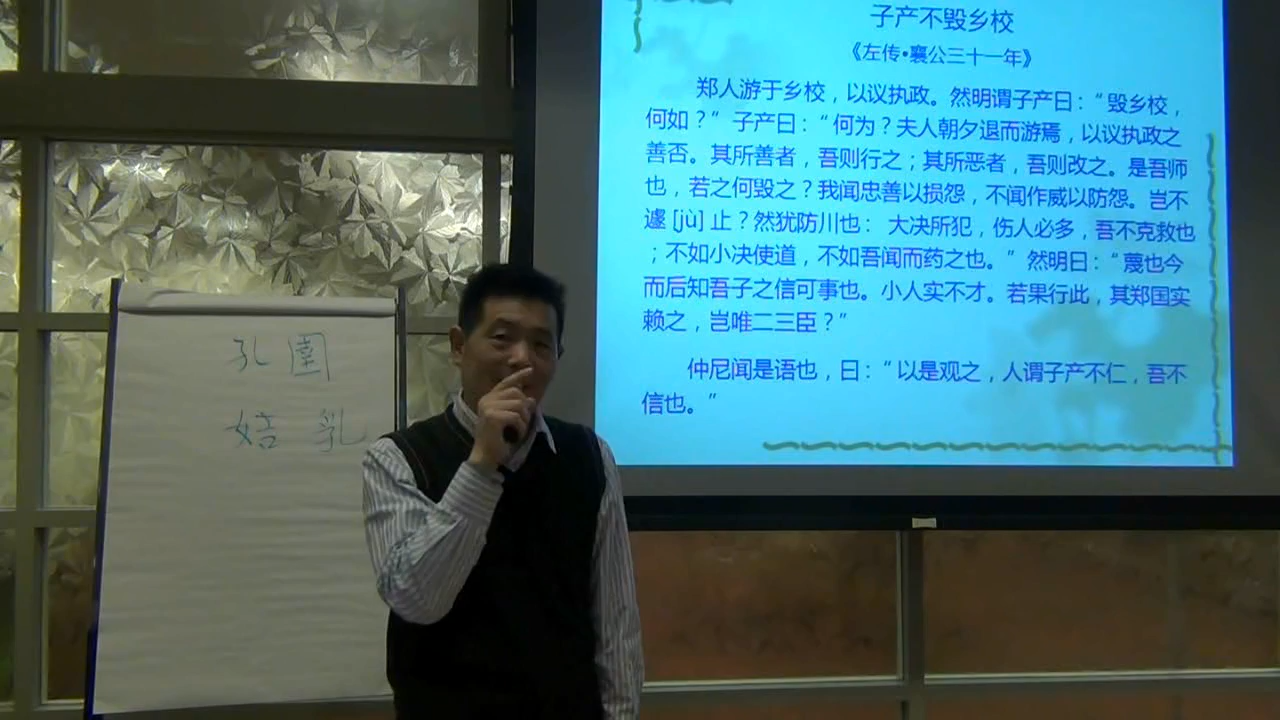 子产不毁乡校
《左传•襄公三十一年》
郑人游于乡校，以议执政。然明谓子产曰：“毁乡校，
何如？”子产曰：“何为？夫人朝夕退而游焉，以议执政之
善否。其所善者，吾则行之；其所恶者，吾则改之。是吾师
也，若之何毁之？我闻忠善以损怨，不闻作威以防怨。岂不
遽 [jù] 止？然犹防川也： 大决所犯，伤人必多，吾不克救也
；不如小决使道，不如吾闻而药之也。”然明曰：“蔑也今
而后知吾子之信可事也。小人实不才。若果行此，其郑国实
赖之，岂唯二三臣？”
仲尼闻是语也，曰：“以是观之，人谓子产不仁，吾不
信也。”
孔 圉
姞 乳